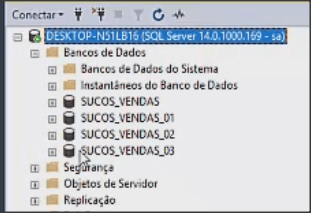 Conectar
DESKTOP-N51LB16 (SQL Server 14.0.1000.169 - sa)
Bancos de Dados
Bancos de Dados do Sistema
Instantâneos do Banco de Dados
SUCOS_VENDAS
SUCOS_VENDAS_01
SUCOS_VENDAS_02
SUCOS_VENDAS_03
Segurança
Objetos de Servidor
Replicação